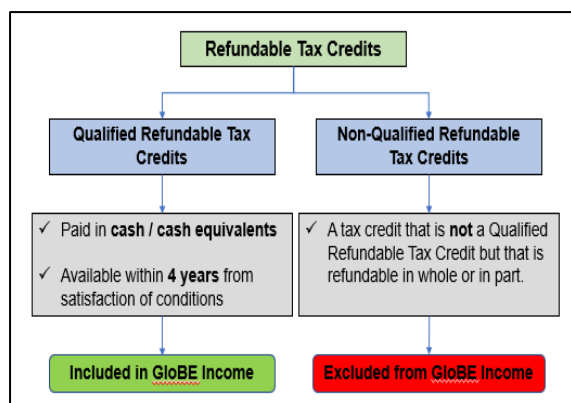 Refundable Tax Credits
Qualified Refundable Tax
Credits
Non-Qualified Refundable
Tax Credits
✓ Paid in cash / cash equivalents
✓ Available within 4 years from
satisfaction of conditions
✓ A tax credit that is not a Qualified
Refundable Tax Credit but that is
refundable in whole or in part.
Included in GloBE Income
Excluded from GloBE Income